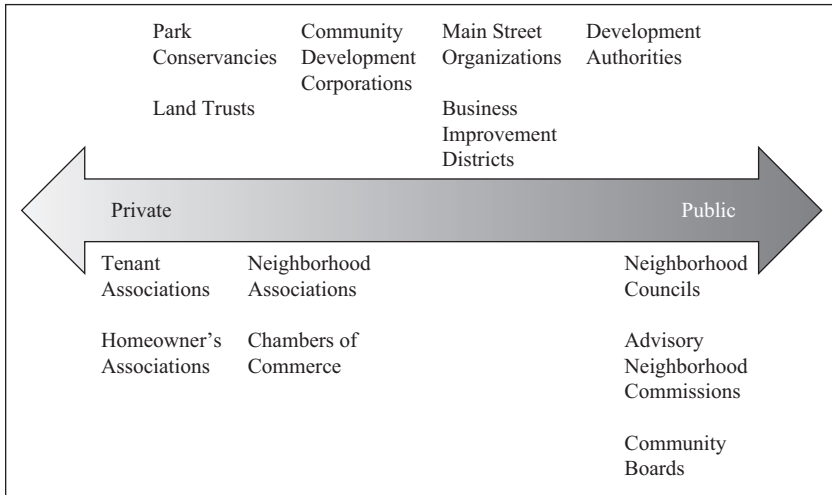 Park
Conservancies
Land Trusts
Community
Development
Corporations
Main Street
Organizations
Business
Improvement
Districts
Development
Authorities
Private
Public
Tenant
Associations
Homeowner’s
Associations
Neighborhood
Associations
Chambers of
Commerce
Neighborhood
Councils
Advisory
Neighborhood
Commissions
Community
Boards